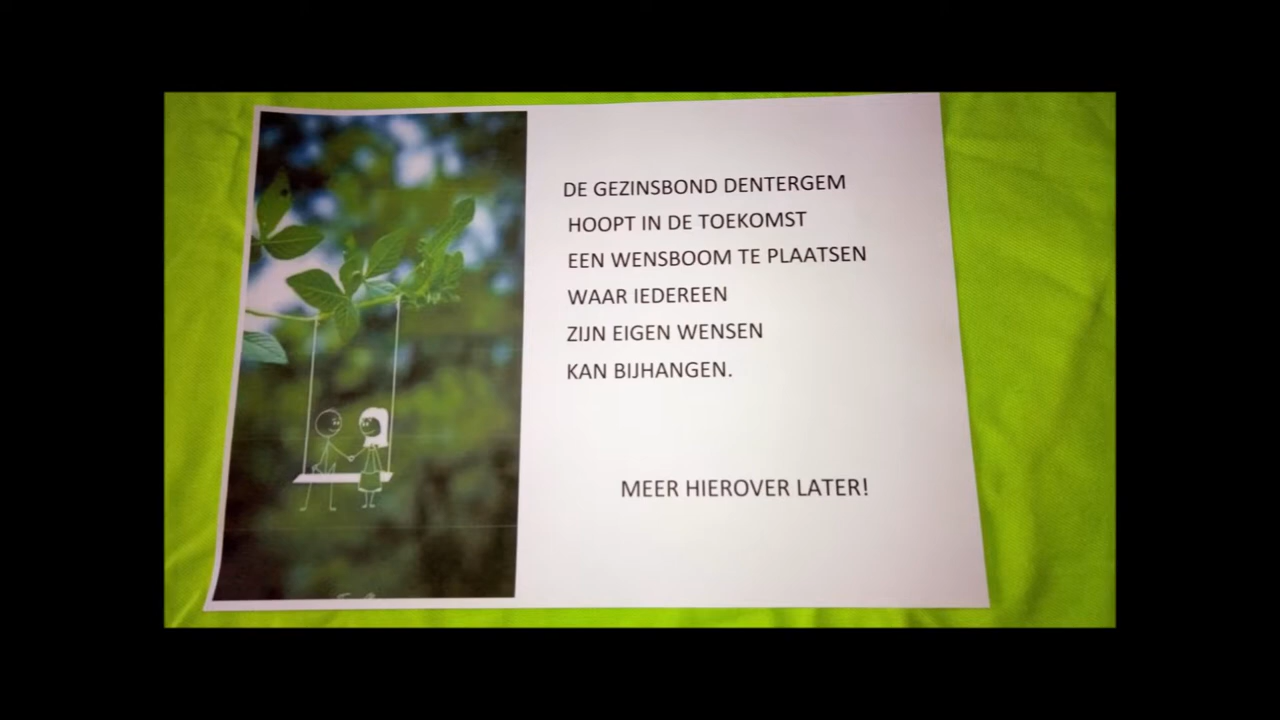 DE GEZINSBOND DENTERGEM
HOOPT IN DE TOEKOMST
EEN WENSBOOM TE PLAATSEN
WAAR IEDEREEN
ZIJN EIGEN WENSEN
KAN BIJHANGEN.
MEER HIEROVER LATER!